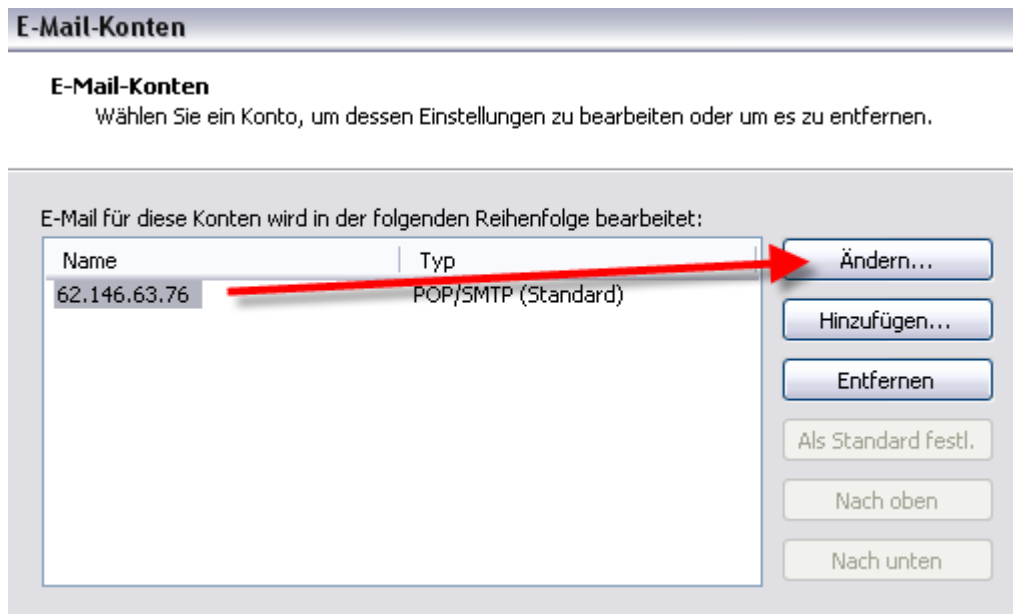 E-Mail-Konten
E-Mail-Konten
Wählen Sie ein Konto, um dessen Einstellungen zu bearbeiten oder um es zu entfernen.
E-Mail für diese Konten wird in der folgenden Reihenfolge bearbeitet:
Name Typ
62.146.63.76 POP/SMTP (Standard)
Ändern...
Hinzufügen...
Entfernen
Als Standard festl.
Nach oben
Nach unten